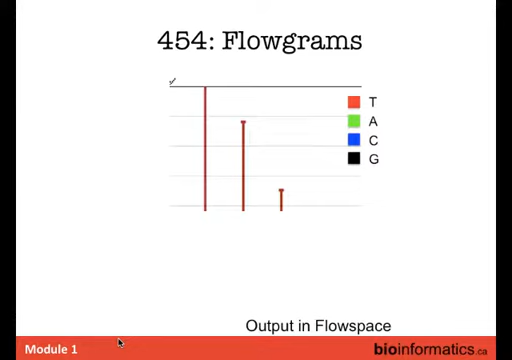 454: Flowgrams
T
A
C
G
Output in Flowspace
Module 1
bioinformatics.ca